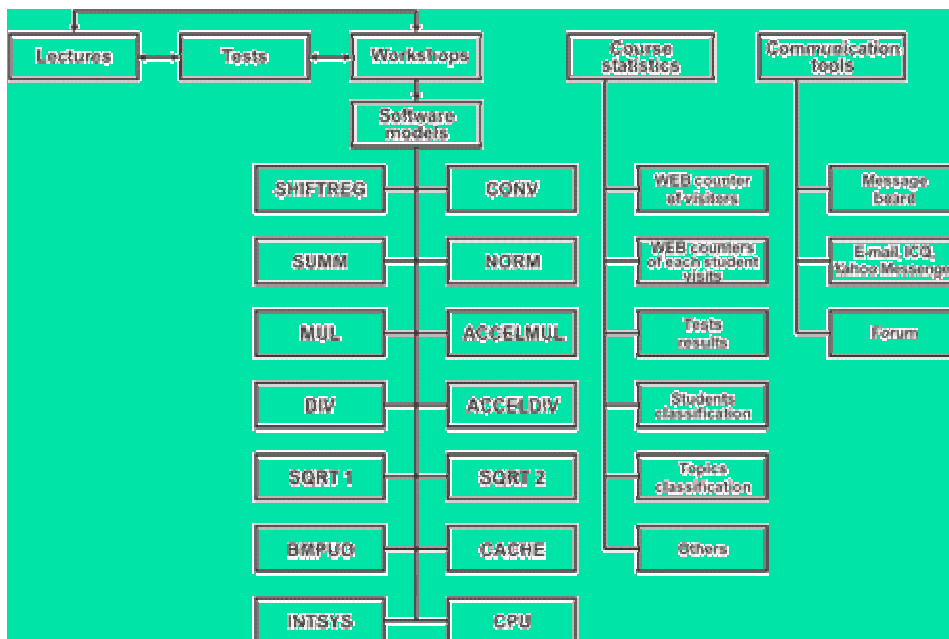 Lectures
Tests
Workshops
Course
statistics
Communication
tools
Software
models
SHIFTREG
CONV
WEB counter
of visitors
Message
board
SUMM
NORM
WEB counters
of each student
visits
E-mail, ICQ,
Yahoo Messenge
MUL
ACCELMUL
Tests
results
Forum
DIV
ACCELDIV
Students
classification
SQRT 1
SQRT 2
Topics
classification
CACHE
Others
INTSYS
CPU